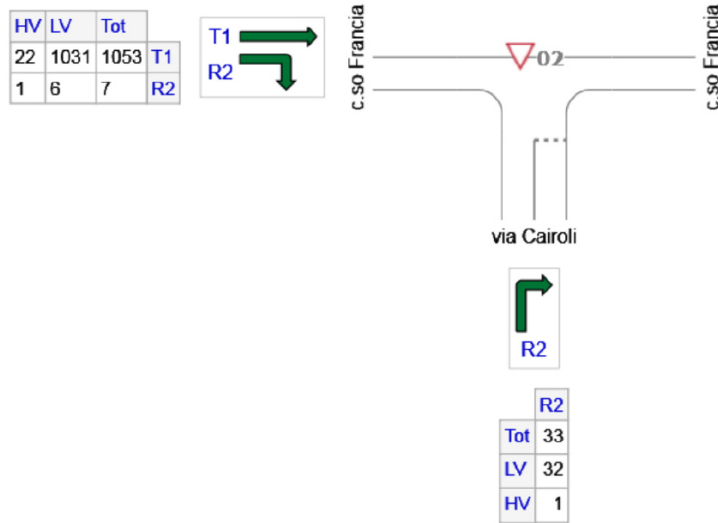 HV LV Tot
22 1031 1053 T1
1 6 7 R2
T1
R2
c.so Francia
02
c.so Francia
via Cairoli
R2
R2
Tot 33
LV 32
HV 1